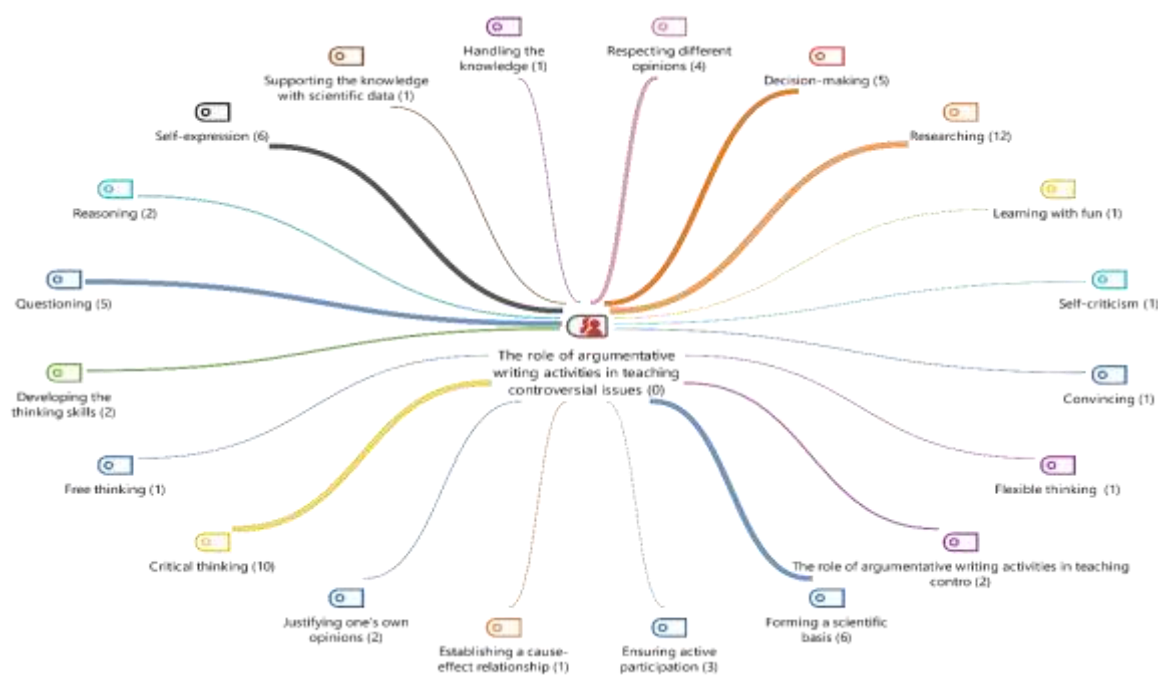 Handling the
knowledge (1)
Respecting different
opinions (4)
Supporting the knowledge
with scientific data (1)
Decision-making (5)
Self-expression (6)
Researching (12)
Reasoning (2)
Learning with fun (1)
Questioning (5)
Self-criticism (1)
The role of argumentative
writing activities in teaching
controversial issues (0)
Developing the
thinking skills (2)
Convincing (1)
Free thinking (1)
Flexible thinking (1)
Critical thinking (10)
The role of argumentative writing activities in teaching
contro (2)
Justifying one's own
opinions (2)
Forming a scientific
basis (6)
Establishing a cause-
effect relationship (1)
Ensuring active
participation (3)